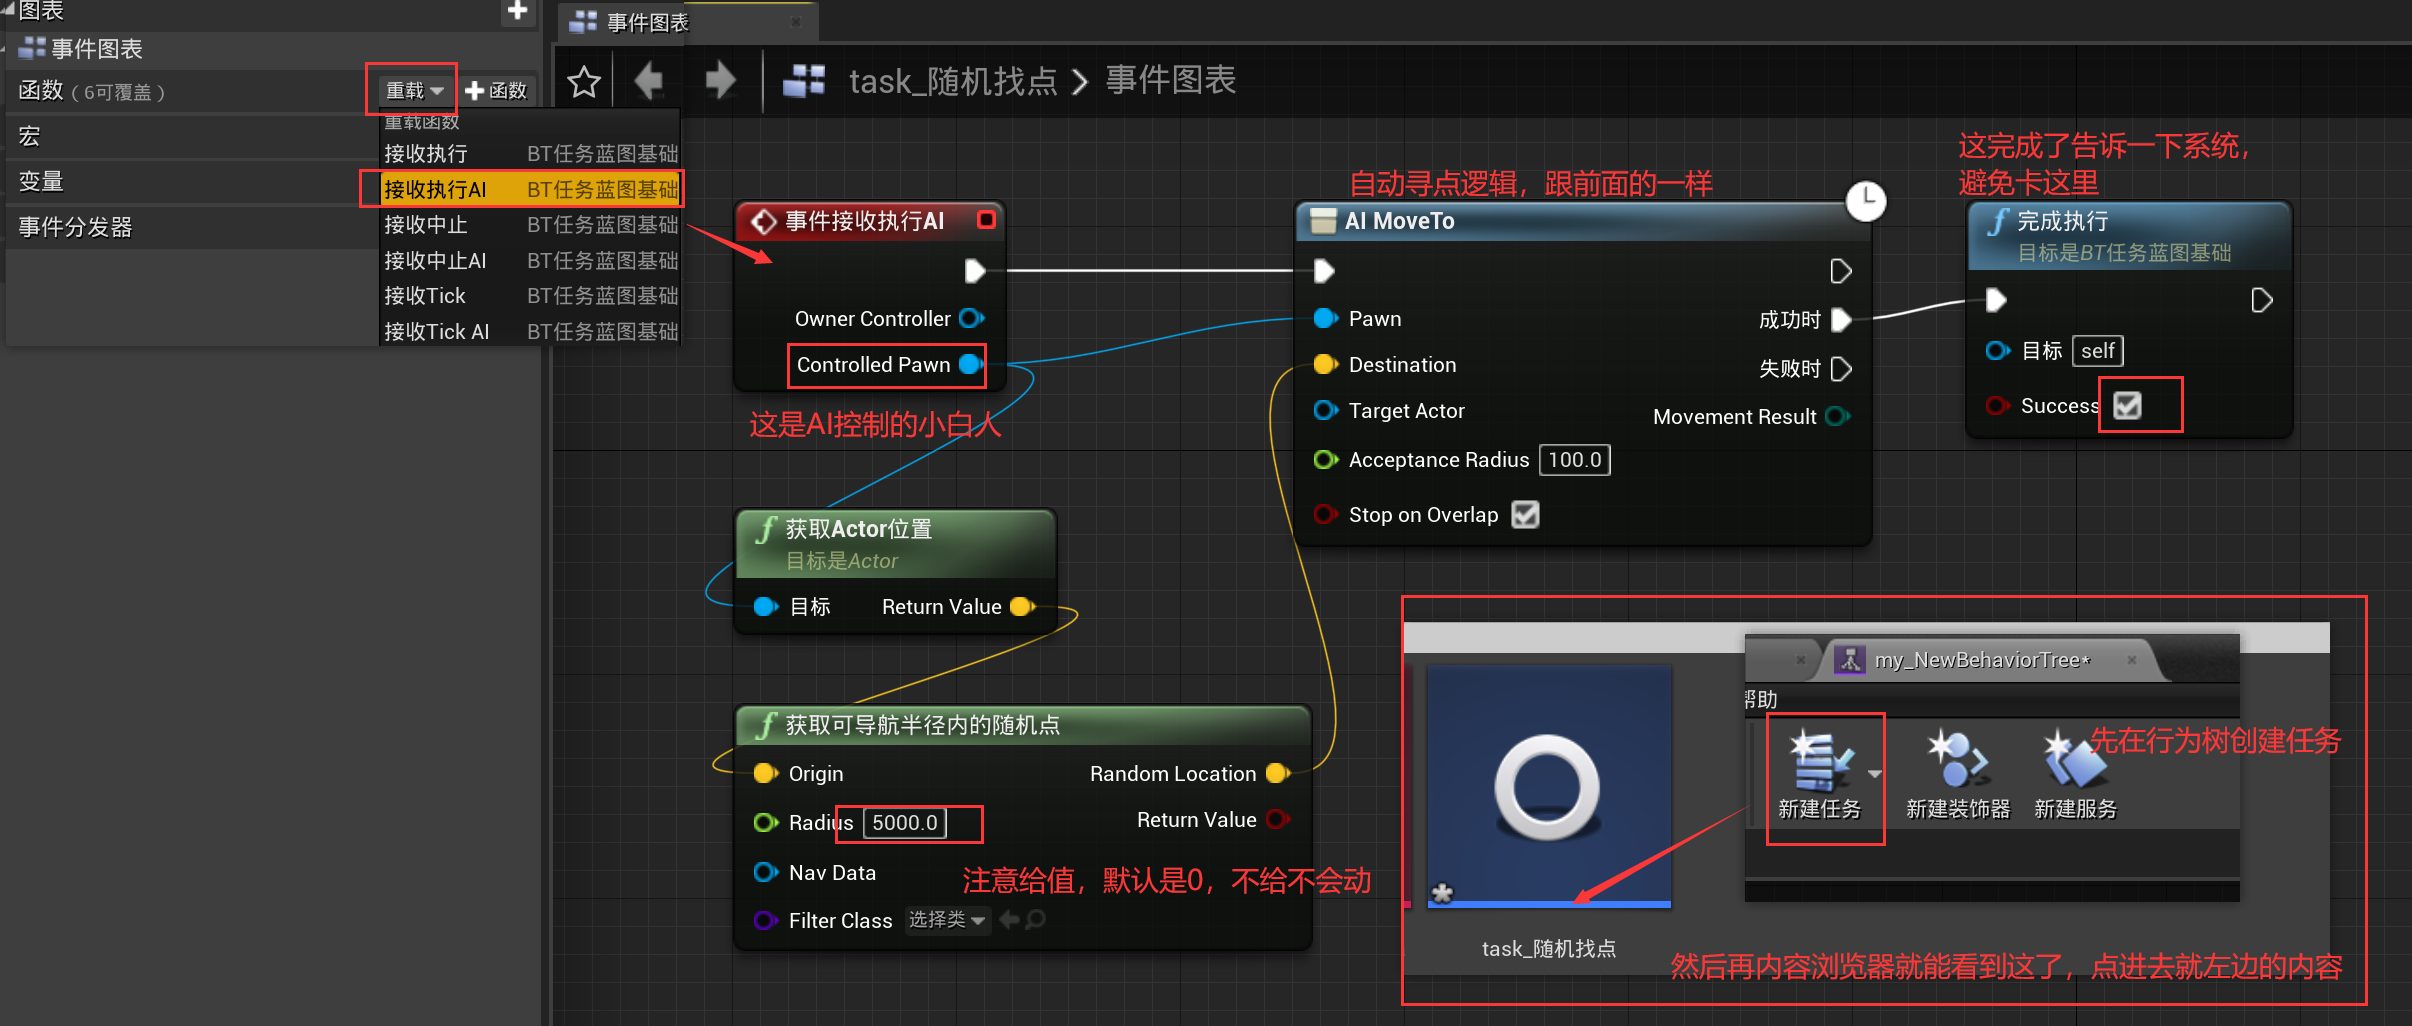 图表
事件图表
函数（6可覆盖）
重载
函数
宏
变量
事件分发器
重载函数
接收执行 BT任务蓝图基础
接收执行AI BT任务蓝图基础
接收中止 BT任务蓝图基础
接收中止AI BT任务蓝图基础
接收Tick BT任务蓝图基础
接收Tick AI BT任务蓝图基础
事件图表
task_随机找点
事件图表
事件接收执行AI
Owner Controller
Controlled Pawn
这是AI控制的小白人
自动寻点逻辑，跟前面的一样
AI MoveTo
Pawn
成功时
Destination
失败时
Target Actor
Movement Result
Acceptance Radius 100.0
Stop on Overlap
这完成了告诉一下系统，
避免卡这里
完成执行
目标是BT任务蓝图基础
目标 self
Success
获取Actor位置
目标是Actor
目标
Return Value
获取可导航半径内的随机点
Origin
Random Location
Radius 5000.0
Return Value
Nav Data
Filter Class 选择类
注意给值，默认是0，不给不会动
my_NewBehaviorTree*
帮助
先在行为树创建任务
新建任务
新建装饰器
新建服务
task_随机找点
然后再内容浏览器就能看到这了，点进去就左边的内容